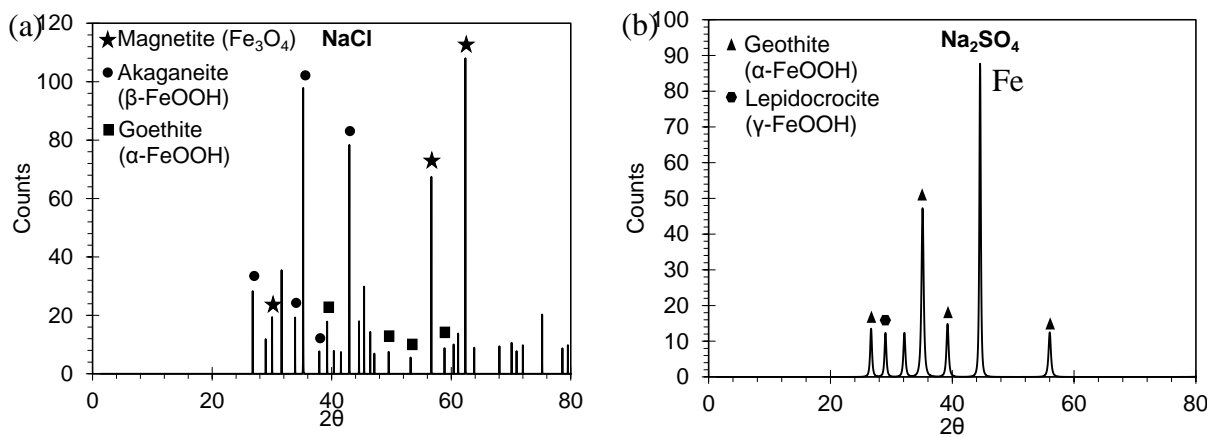 (a)
NaCl
Magnetite (Fe₃O₄)
Akaganeite
(β-FeOOH)
Goethite
(α-FeOOH)
Counts
120
100
80
60
40
20
0
0 20 40 60 80
2θ
(b)
Na₂SO₄
Geothite
(α-FeOOH)
Lepidocrocite
(γ-FeOOH)
Fe
Counts
100
90
80
70
60
50
40
30
20
10
0
0 20 40 60 80
2θ